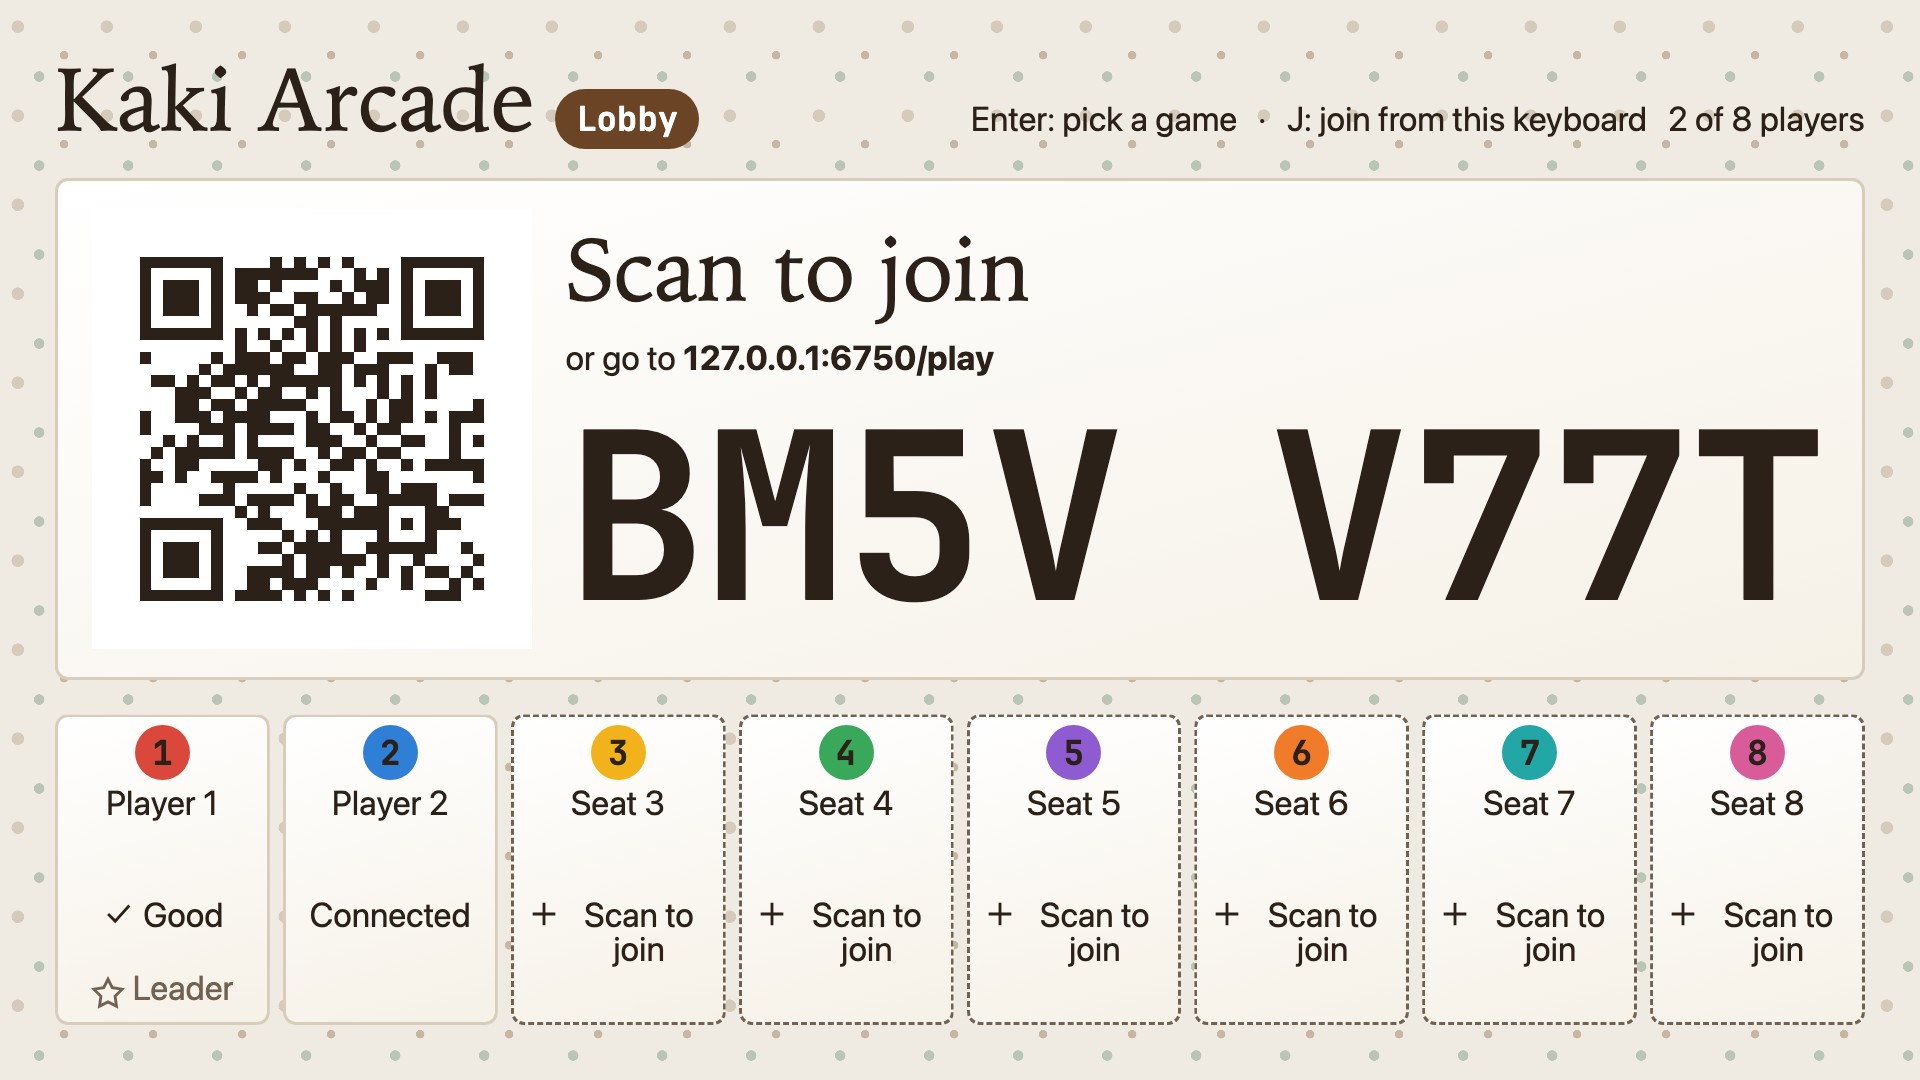 Kaki Arcade Lobby
Enter: pick a game · J: join from this keyboard 2 of 8 players
Scan to join
or go to 127.0.0.1:6750/play
BM5V V77T
1 2 3 4 5 6 7 8
Player 1 Player 2 Seat 3 Seat 4 Seat 5 Seat 6 Seat 7 Seat 8
✓ Good Connected + Scan to + Scan to + Scan to + Scan to + Scan to + Scan to
join join join join join join
☆ Leader